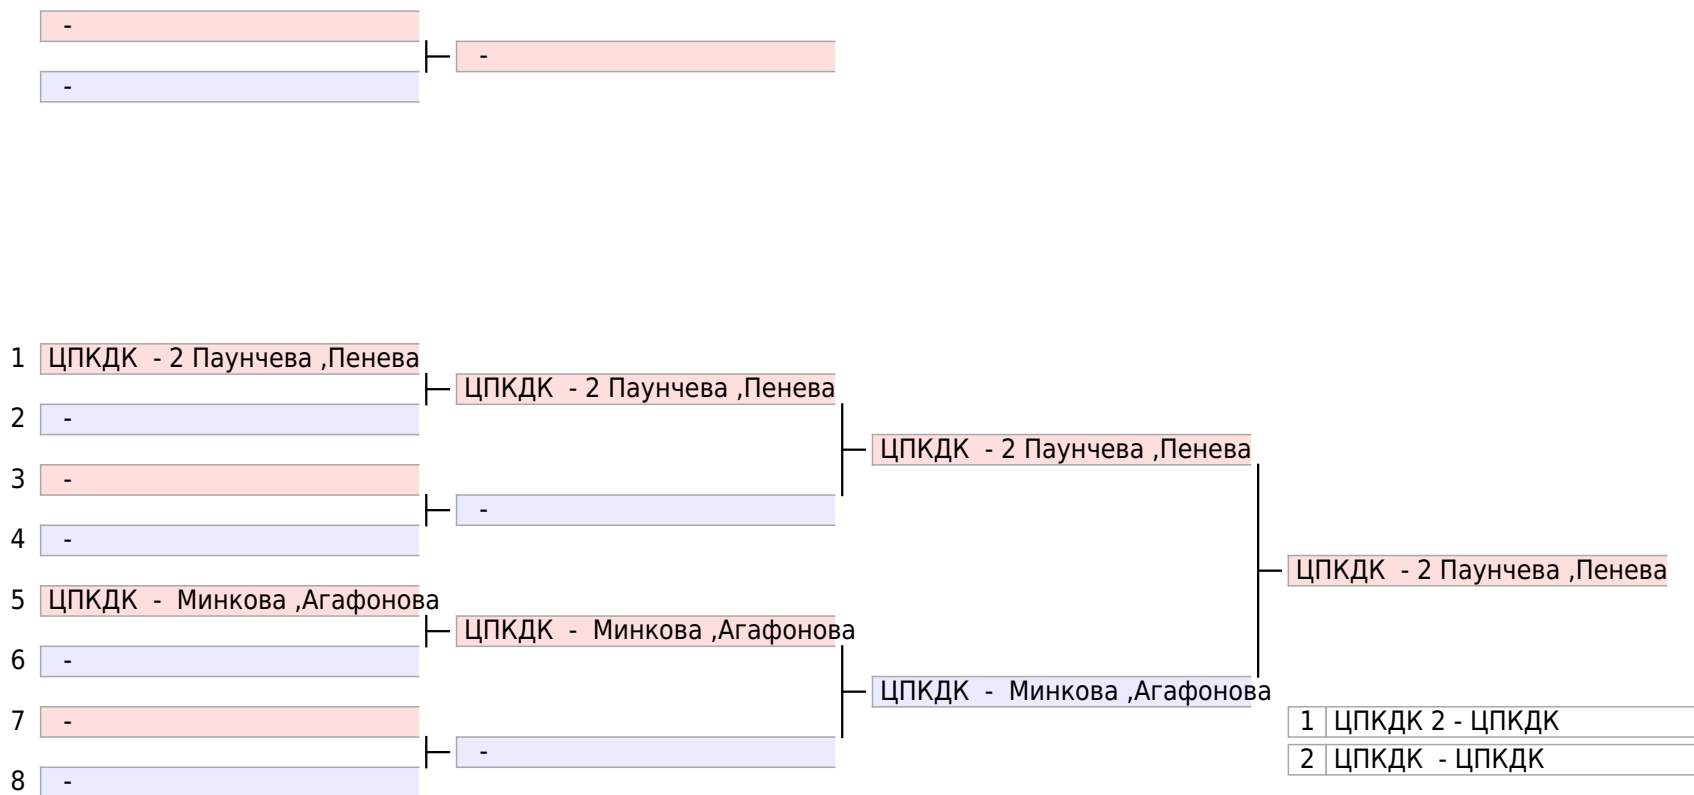 -
-
-
1 ЦПКДК - 2 Паунчева ,Пенева
ЦПКДК - 2 Паунчева ,Пенева
2 -
ЦПКДК - 2 Паунчева ,Пенева
3 -
-
4 -
ЦПКДК - 2 Паунчева ,Пенева
5 ЦПКДК - Минкова ,Агафонова
ЦПКДК - Минкова ,Агафонова
6 -
ЦПКДК - Минкова ,Агафонова
7 -
1 ЦПКДК 2 - ЦПКДК
-
2 ЦПКДК - ЦПКДК
8 -